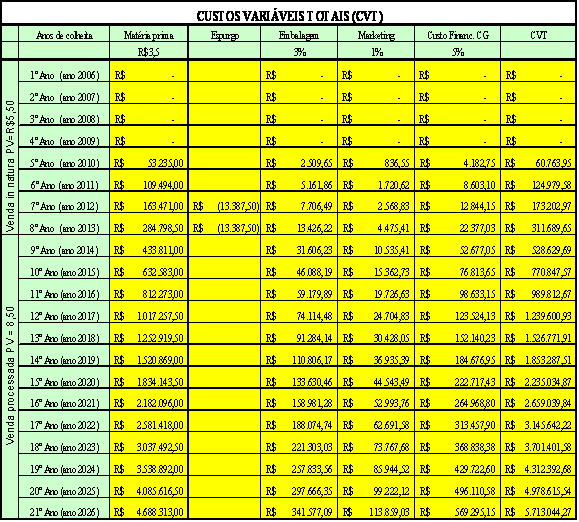 CUSTOS VARIÁVEIS TOTAIS (CVT)
Anos de colheita Matéria prima Expurgo Embalagem Marketing Custo Financ. CG CVT
R$3,5 3% 1% 5%
Venda in natura PV= R$5,50
1º Ano (ano 2006) R$ - R$ - R$ - R$ - R$ -
2º Ano (ano 2007) R$ - R$ - R$ - R$ - R$ -
3º Ano (ano 2008) R$ - R$ - R$ - R$ - R$ -
4º Ano (ano 2009) R$ - R$ - R$ - R$ - R$ -
5º Ano (ano 2010) R$ 53.235,00 R$ 2.509,65 R$ 836,55 R$ 4.182,75 R$ 60.763,95
6º Ano (ano 2011) R$ 109.494,00 R$ 5.161,86 R$ 1.720,62 R$ 8.603,10 R$ 124.979,58
7º Ano (ano 2012) R$ 163.471,00 R$ (13.387,50) R$ 7.706,49 R$ 2.568,83 R$ 12.844,15 R$ 173.202,97
8º Ano (ano 2013) R$ 284.798,50 R$ (13.387,50) R$ 13.426,22 R$ 4.475,41 R$ 22.377,03 R$ 311.689,65
Venda processada PV = 8,50
9º Ano (ano 2014) R$ 433.811,00 R$ 31.606,23 R$ 10.535,41 R$ 52.677,05 R$ 528.629,69
10º Ano (ano 2015) R$ 632.583,00 R$ 46.088,19 R$ 15.362,73 R$ 76.813,65 R$ 770.847,57
11º Ano (ano 2016) R$ 812.273,00 R$ 59.179,89 R$ 19.726,63 R$ 98.633,15 R$ 989.812,67
12º Ano (ano 2017) R$ 1.017.257,50 R$ 74.114,48 R$ 24.704,83 R$ 123.524,13 R$ 1.239.600,93
13º Ano (ano 2018) R$ 1.252.919,50 R$ 91.284,14 R$ 30.428,05 R$ 152.140,23 R$ 1.526.771,91
14º Ano (ano 2019) R$ 1.520.869,00 R$ 110.806,17 R$ 36.935,39 R$ 184.676,95 R$ 1.853.287,51
15º Ano (ano 2020) R$ 1.834.143,50 R$ 133.630,46 R$ 44.543,49 R$ 222.717,43 R$ 2.235.034,87
16º Ano (ano 2021) R$ 2.182.096,00 R$ 158.981,28 R$ 52.993,76 R$ 264.968,80 R$ 2.659.039,84
17º Ano (ano 2022) R$ 2.581.418,00 R$ 188.074,74 R$ 62.691,58 R$ 313.457,90 R$ 3.145.642,22
18º Ano (ano 2023) R$ 3.037.492,50 R$ 221.303,03 R$ 73.767,68 R$ 368.838,38 R$ 3.701.401,58
19º Ano (ano 2024) R$ 3.538.892,00 R$ 257.833,56 R$ 85.944,52 R$ 429.722,60 R$ 4.312.392,68
20º Ano (ano 2025) R$ 4.085.616,50 R$ 297.666,35 R$ 99.222,12 R$ 496.110,58 R$ 4.978.615,54
21º Ano (ano 2026) R$ 4.688.313,00 R$ 341.577,09 R$ 113.859,03 R$ 569.295,15 R$ 5.713.044,27